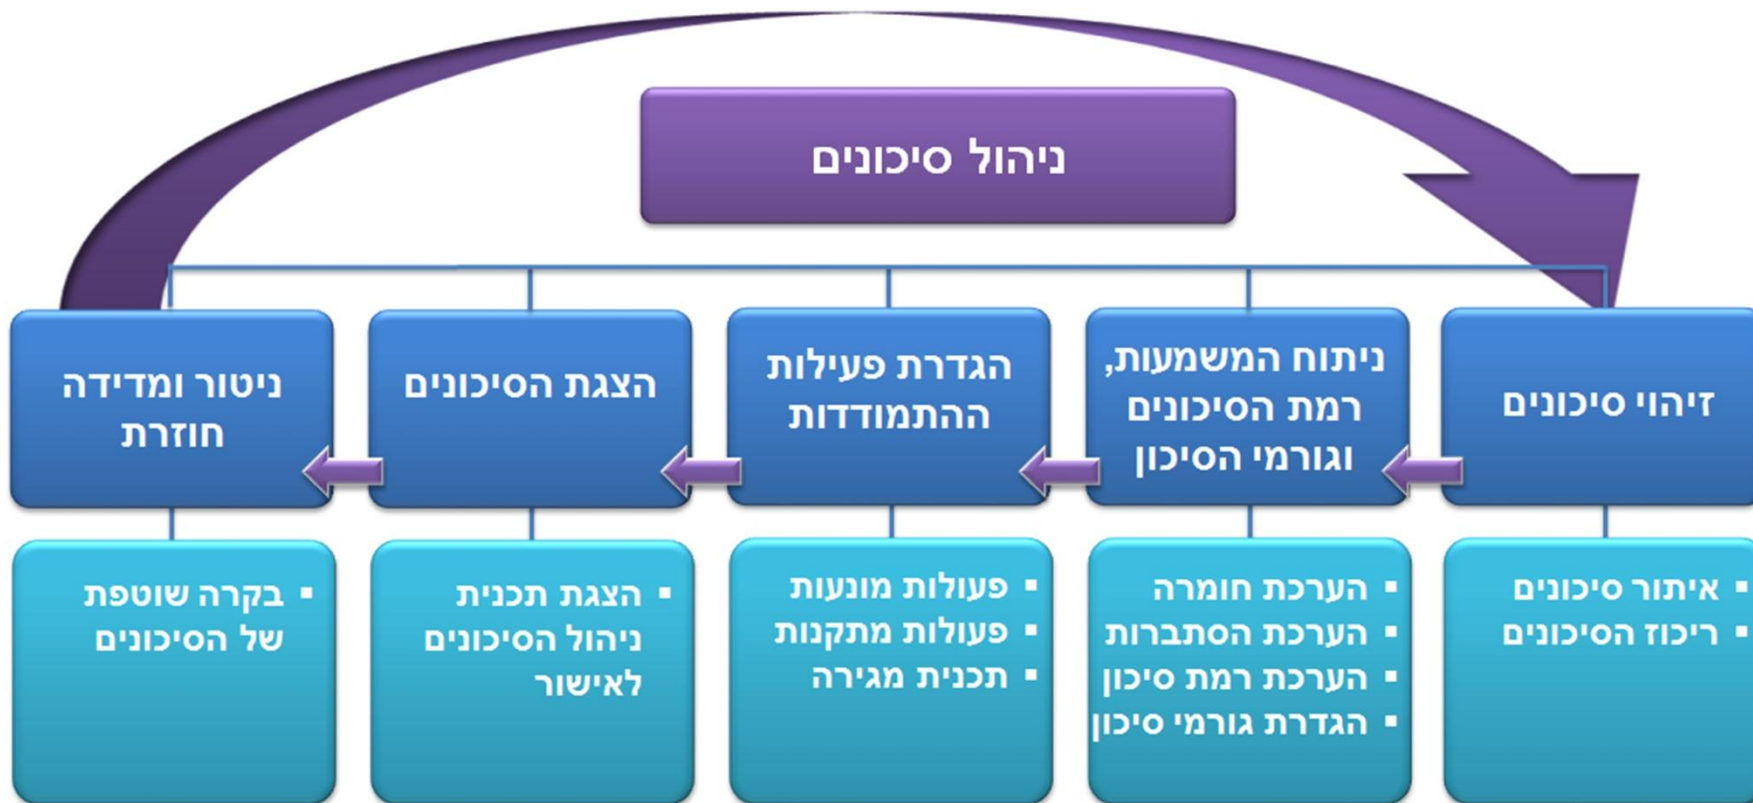 ניהול סיכונים
זיהוי סיכונים
ניתוח המשמעות,
רמת הסיכונים
וגורמי הסיכון
הגדרת פעילות
ההתמודדות
הצגת הסיכונים
ניטור ומדידה
חוזרת
▪ איתור סיכונים
▪ ריכוז הסיכונים
▪ הערכת חומרה
▪ הערכת הסתברות
▪ הערכת רמת סיכון
▪ הגדרת גורמי סיכון
▪ פעולות מונעות
▪ פעולות מתקנות
▪ תכנית מגירה
▪ הצגת תכנית
ניהול הסיכונים
לאישור
▪ בקרה שוטפת
של הסיכונים